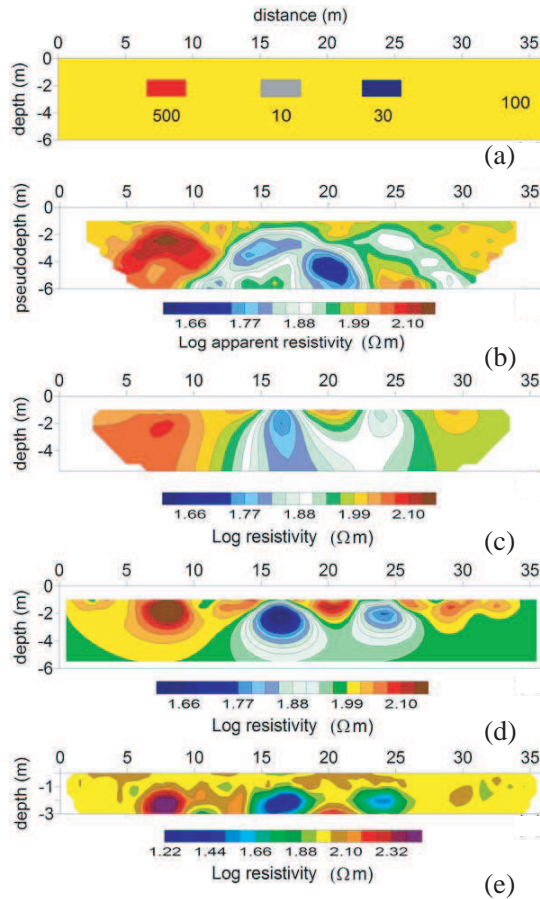 distance (m)
0 5 10 15 20 25 30 35
depth (m)
0
-2
-4
-6
500 10 30 100
(a)
0 5 10 15 20 25 30 35
pseudodepth (m)
0
-2
-4
-6
1.66 1.77 1.88 1.99 2.10
Log apparent resistivity (Ωm)
(b)
0 5 10 15 20 25 30 35
depth (m)
0
-2
-4
1.66 1.77 1.88 1.99 2.10
Log resistivity (Ωm)
(c)
0 5 10 15 20 25 30 35
depth (m)
0
-2
-4
-6
1.66 1.77 1.88 1.99 2.10
Log resistivity (Ωm)
(d)
0 5 10 15 20 25 30 35
depth (m)
-1
-3
1.22 1.44 1.66 1.88 2.10 2.32
Log resistivity (Ωm)
(e)